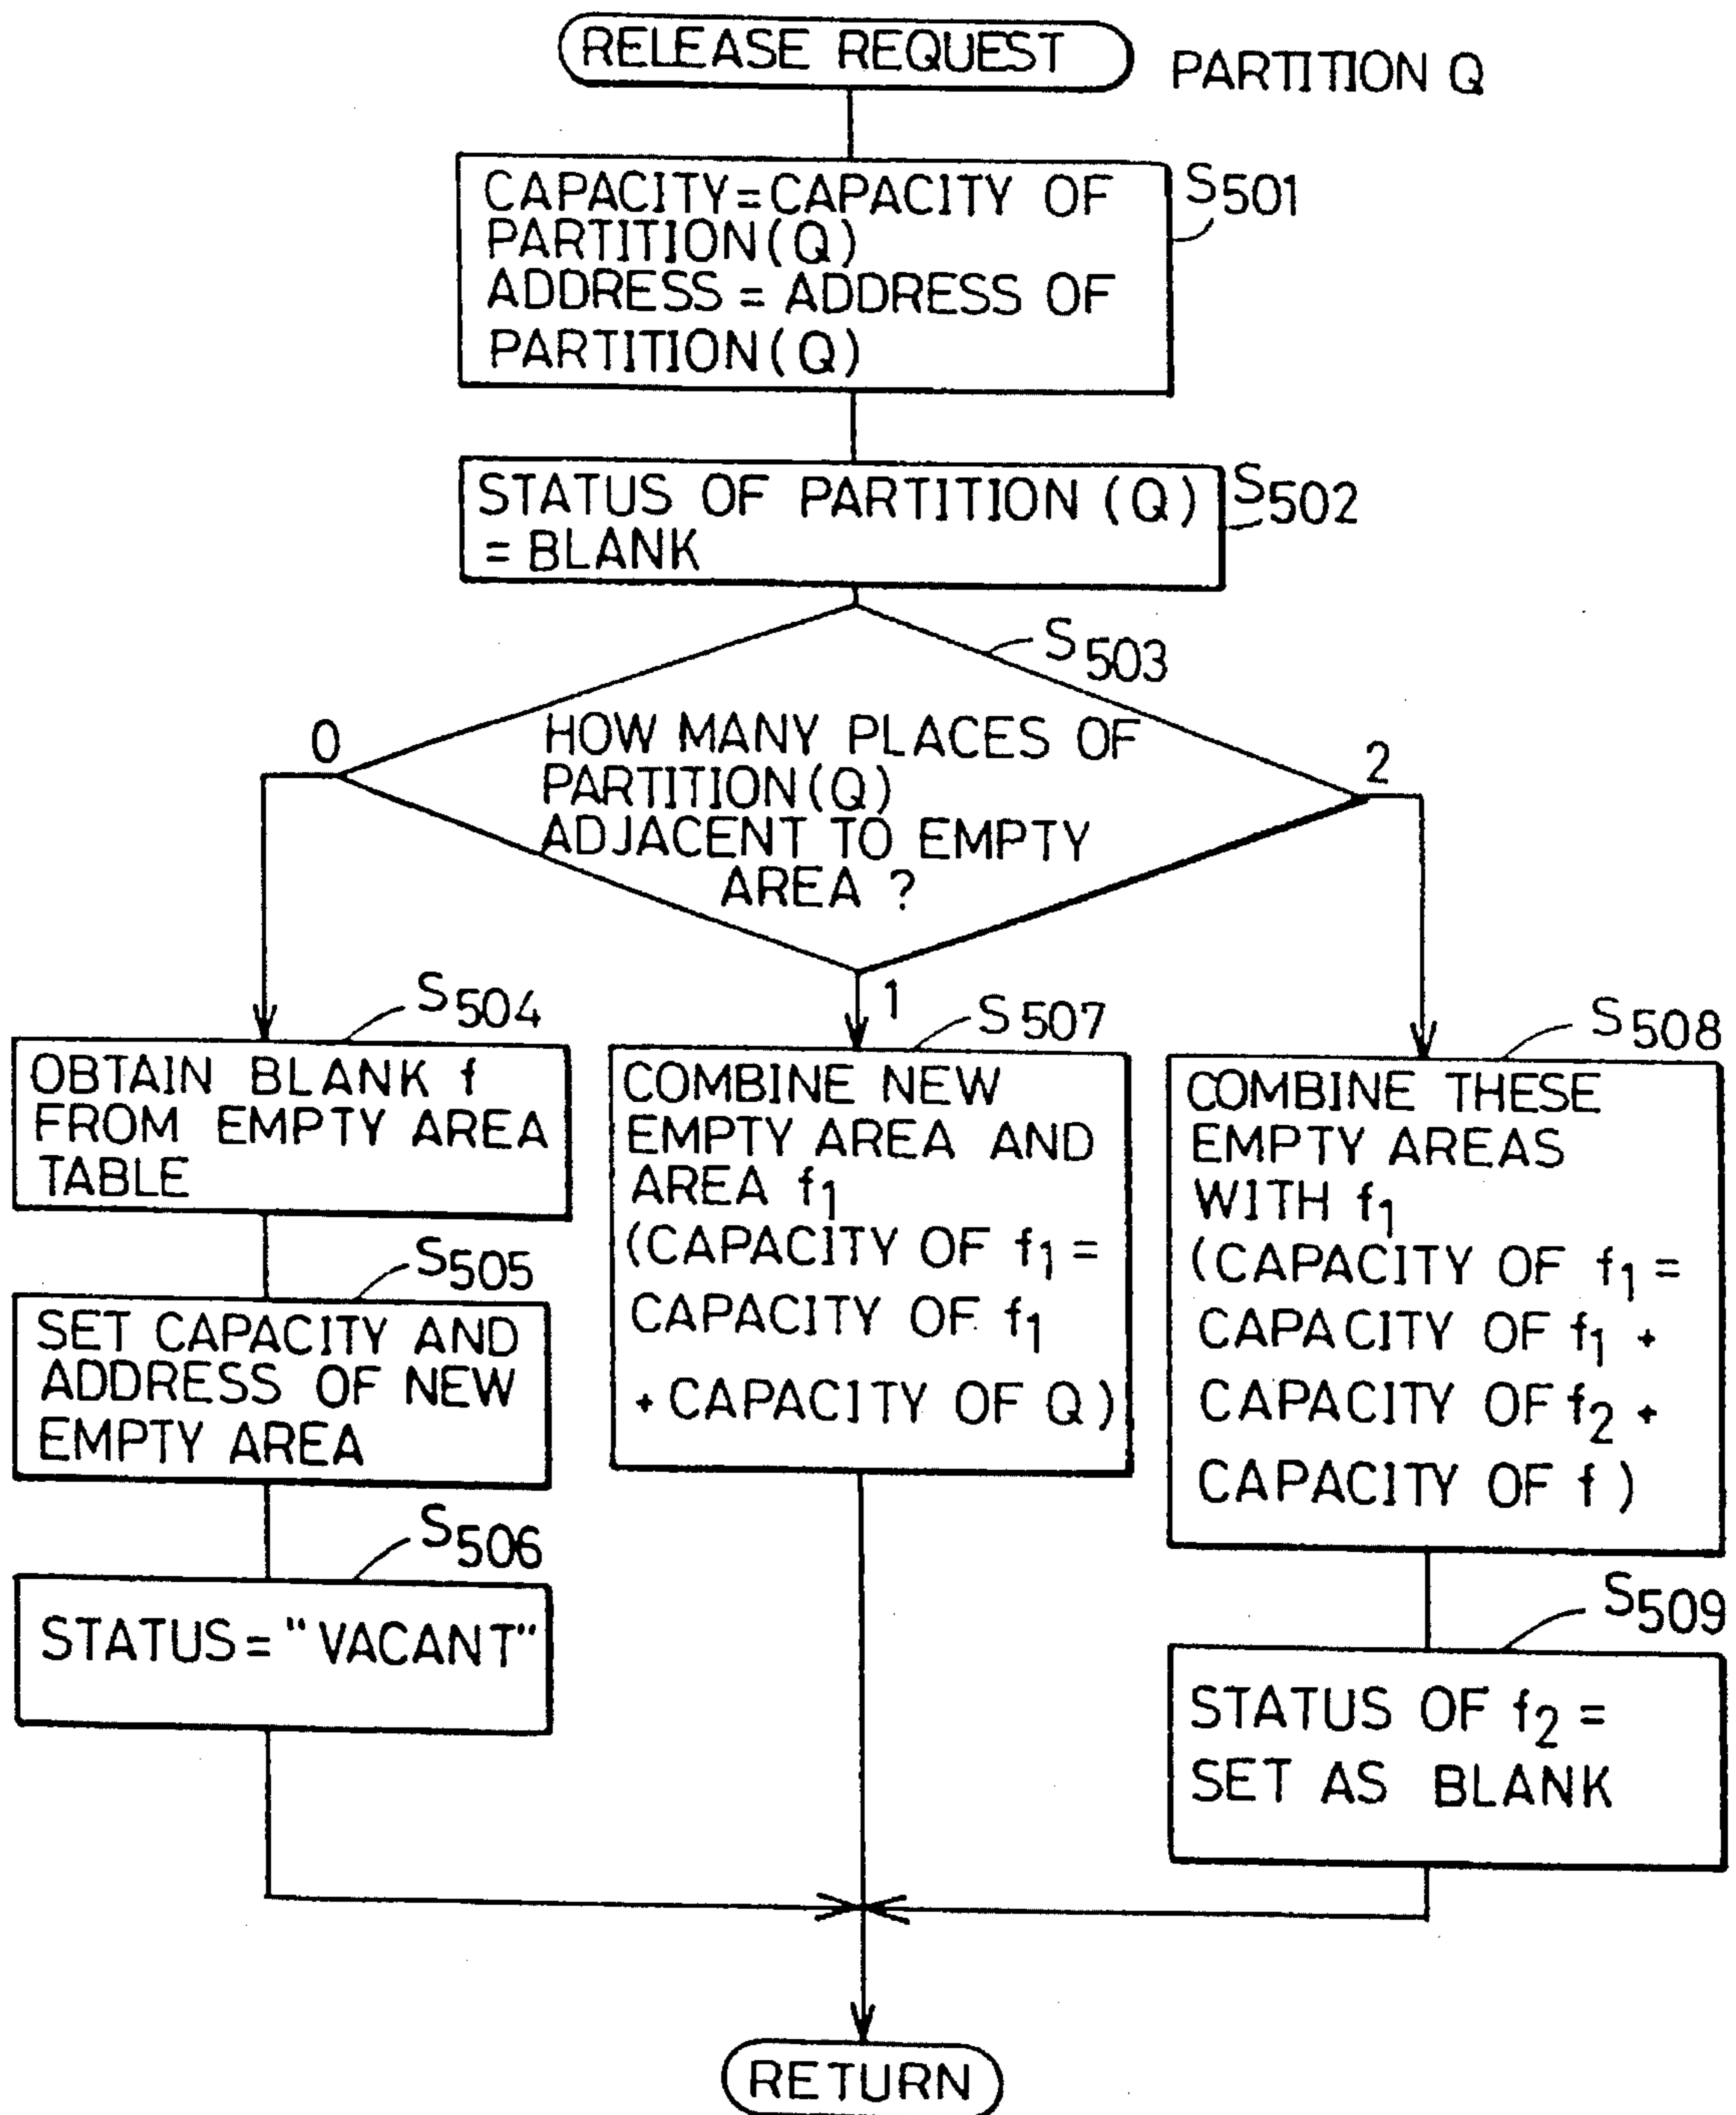 RELEASE REQUEST
PARTITION Q
CAPACITY=CAPACITY OF
PARTITION(Q)
ADDRESS = ADDRESS OF
PARTITION(Q)
S501
STATUS OF PARTITION (Q)
= BLANK
S502
S503
HOW MANY PLACES OF
PARTITION(Q)
ADJACENT TO EMPTY
AREA ?
0
1
2
S504
OBTAIN BLANK f
FROM EMPTY AREA
TABLE
S505
SET CAPACITY AND
ADDRESS OF NEW
EMPTY AREA
S506
STATUS = "VACANT"
S507
COMBINE NEW
EMPTY AREA AND
AREA f1
(CAPACITY OF f1 =
CAPACITY OF f1
+ CAPACITY OF Q)
S508
COMBINE THESE
EMPTY AREAS
WITH f1
(CAPACITY OF f1 =
CAPACITY OF f1 +
CAPACITY OF f2 +
CAPACITY OF f)
S509
STATUS OF f2 =
SET AS BLANK
RETURN